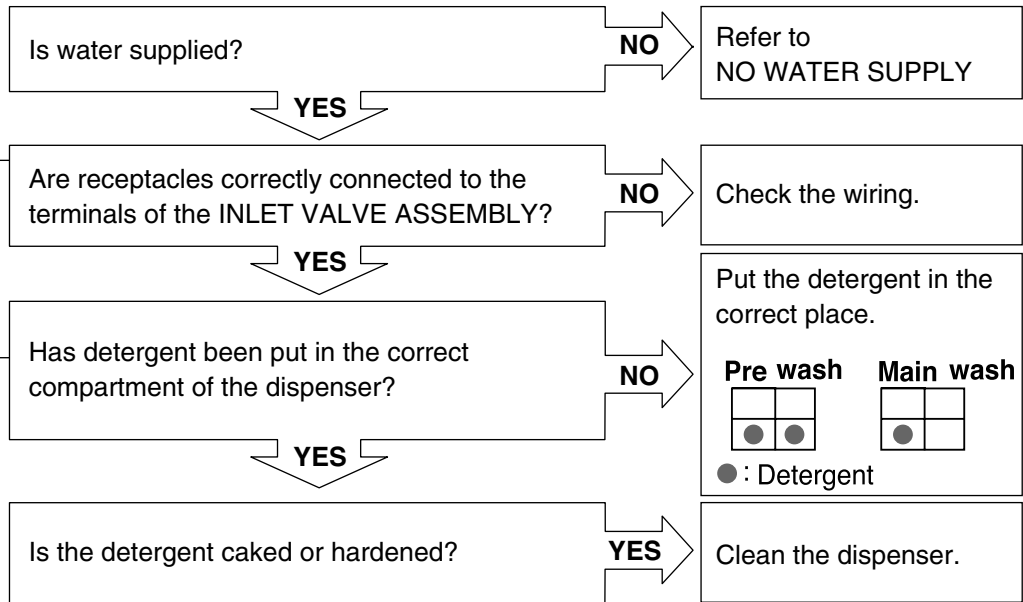 Is water supplied?
NO
Refer to
NO WATER SUPPLY
YES
Are receptacles correctly connected to the
terminals of the INLET VALVE ASSEMBLY?
NO
Check the wiring.
YES
Has detergent been put in the correct
compartment of the dispenser?
NO
Put the detergent in the
correct place.
Pre wash Main wash
: Detergent
YES
Is the detergent caked or hardened?
YES
Clean the dispenser.